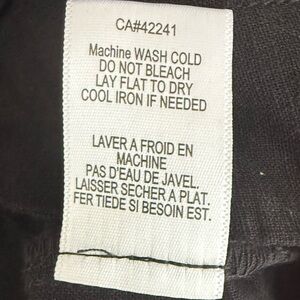 CA#42241
Machine WASH COLD
DO NOT BLEACH
LAY FLAT TO DRY
COOL IRON IF NEEDED
LAVER A FROID EN
MACHINE
PAS D'EAU DE JAVEL.
LAISSER SECHER A PLAT.
FER TIEDE SI BESOIN EST.